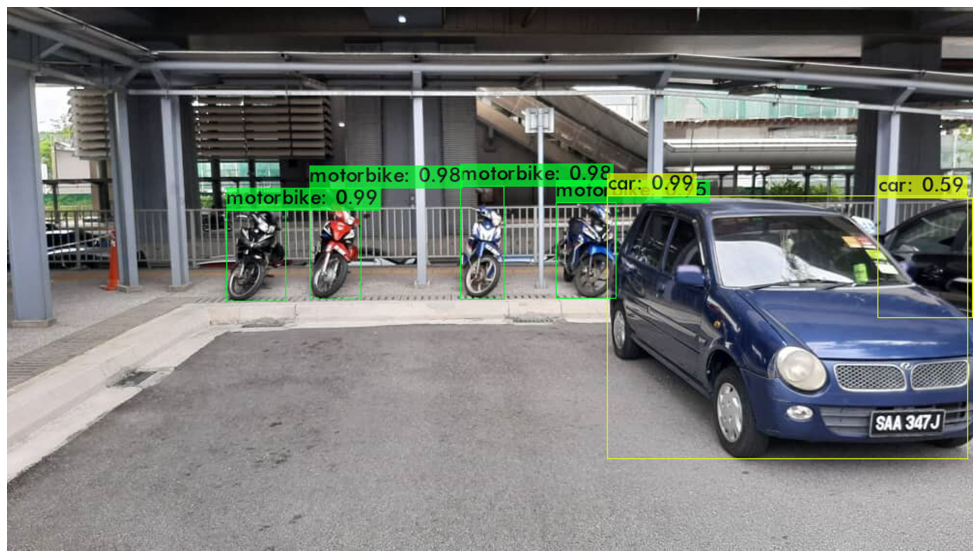 motorbike: 0.98
motorbike: 0.98
motorbike: 0.99
car: 0.99
car: 0.59
SAA 347J